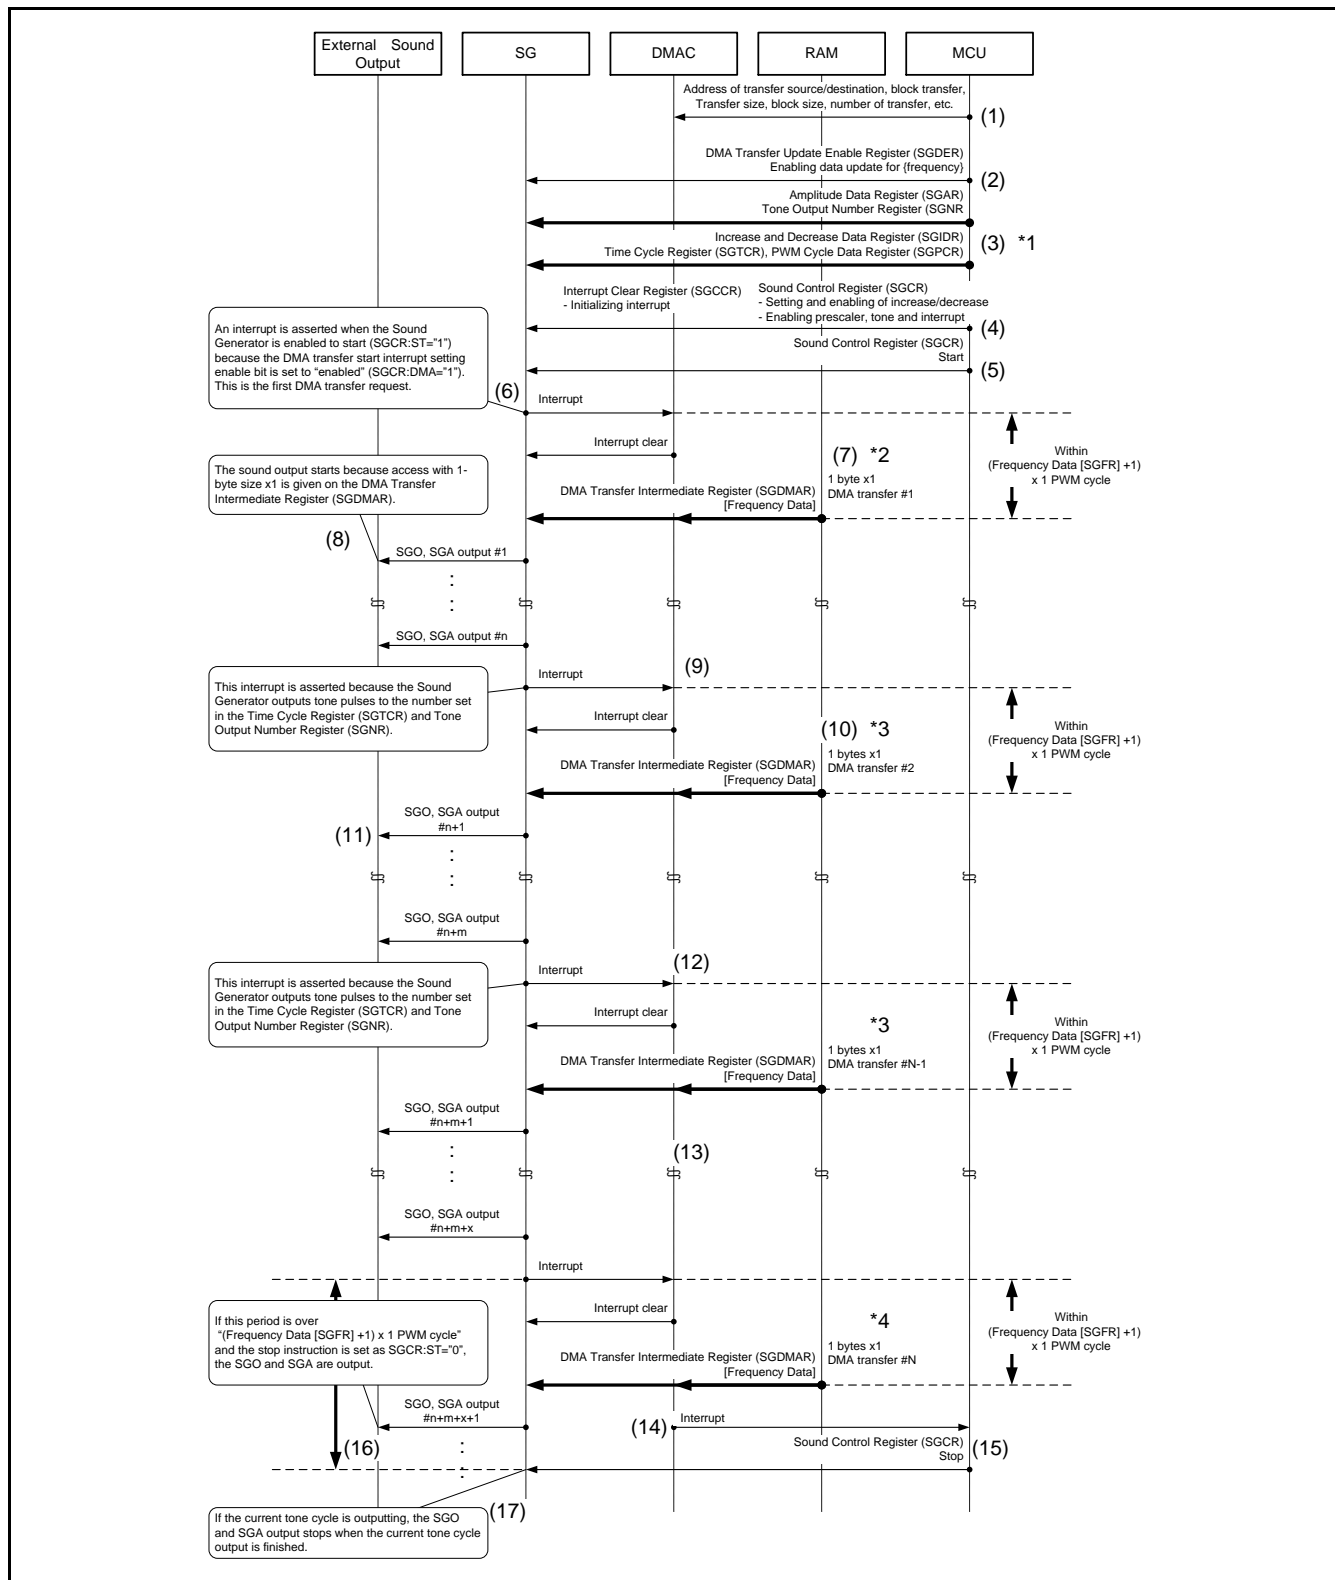 External Sound
Output
SG
DMAC
RAM
MCU
Address of transfer source/destination, block transfer,
Transfer size, block size, number of transfer, etc.
(1)
DMA Transfer Update Enable Register (SGDER)
Enabling data update for {frequency}
(2)
Amplitude Data Register (SGAR)
Tone Output Number Register (SGNR
Increase and Decrease Data Register (SGIDR)
(3) *1
Time Cycle Register (SGTCR), PWM Cycle Data Register (SGPCR)
Interrupt Clear Register (SGCCR)
- Initializing interrupt
Sound Control Register (SGCR)
- Setting and enabling of increase/decrease
- Enabling prescaler, tone and interrupt
(4)
Sound Control Register (SGCR)
Start
(5)
An interrupt is asserted when the Sound
Generator is enabled to start (SGCR:ST="1")
because the DMA transfer start interrupt setting
enable bit is set to “enabled” (SGCR:DMA="1").
This is the first DMA transfer request.
(6)
Interrupt
Interrupt clear
(7) *2
1 byte x1
DMA transfer #1
Within
(Frequency Data [SGFR] +1)
x 1 PWM cycle
The sound output starts because access with 1-
byte size x1 is given on the DMA Transfer
Intermediate Register (SGDMAR).
DMA Transfer Intermediate Register (SGDMAR)
[Frequency Data]
(8)
SGO, SGA output #1
SGO, SGA output #n
(9)
Interrupt
This interrupt is asserted because the Sound
Generator outputs tone pulses to the number set
in the Time Cycle Register (SGTCR) and Tone
Output Number Register (SGNR).
Interrupt clear
(10) *3
1 bytes x1
DMA transfer #2
Within
(Frequency Data [SGFR] +1)
x 1 PWM cycle
DMA Transfer Intermediate Register (SGDMAR)
[Frequency Data]
SGO, SGA output
#n+1
(11)
SGO, SGA output
#n+m
(12)
Interrupt
This interrupt is asserted because the Sound
Generator outputs tone pulses to the number set
in the Time Cycle Register (SGTCR) and Tone
Output Number Register (SGNR).
Interrupt clear
*3
1 bytes x1
DMA transfer #N-1
Within
(Frequency Data [SGFR] +1)
x 1 PWM cycle
DMA Transfer Intermediate Register (SGDMAR)
[Frequency Data]
SGO, SGA output
#n+m+1
(13)
SGO, SGA output
#n+m+x
Interrupt
If this period is over
“(Frequency Data [SGFR] +1) x 1 PWM cycle”
and the stop instruction is set as SGCR:ST="0",
the SGO and SGA are output.
Interrupt clear
*4
1 bytes x1
DMA transfer #N
Within
(Frequency Data [SGFR] +1)
x 1 PWM cycle
DMA Transfer Intermediate Register (SGDMAR)
[Frequency Data]
SGO, SGA output
#n+m+x+1
(14)
Interrupt
(16)
Sound Control Register (SGCR)
Stop
(15)
(17)
If the current tone cycle is outputting, the SGO
and SGA output stops when the current tone cycle
output is finished.